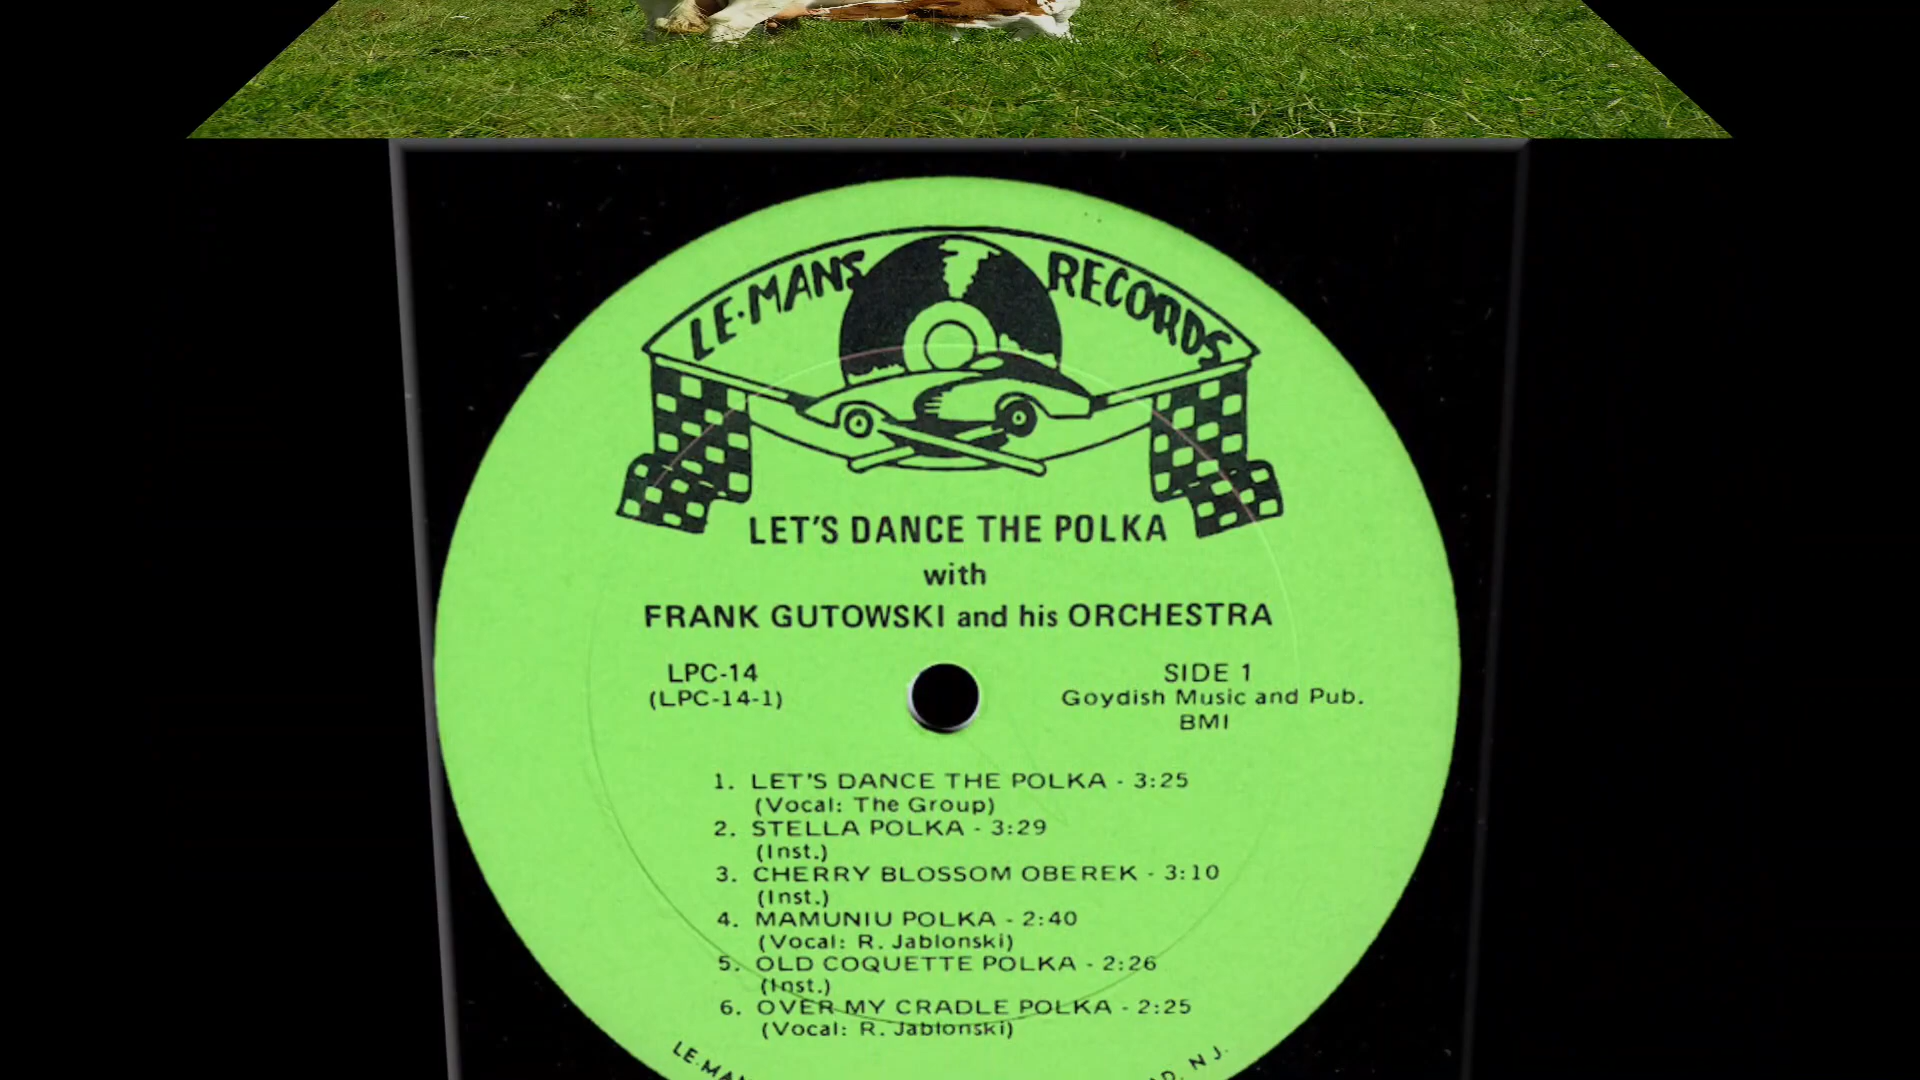 LE·MANS RECORDS
LET'S DANCE THE POLKA
with
FRANK GUTOWSKI and his ORCHESTRA
LPC-14
(LPC-14-1)
SIDE 1
Goydish Music and Pub.
BMI
1. LET'S DANCE THE POLKA - 3:25
(Vocal: The Group)
2. STELLA POLKA - 3:29
(Inst.)
3. CHERRY BLOSSOM OBEREK - 3:10
(Inst.)
4. MAMUNIU POLKA - 2:40
(Vocal: R. Jablonski)
5. OLD COQUETTE POLKA - 2:26
(Inst.)
6. OVER MY CRADLE POLKA - 2:25
(Vocal: R. Jablonski)
N.J.